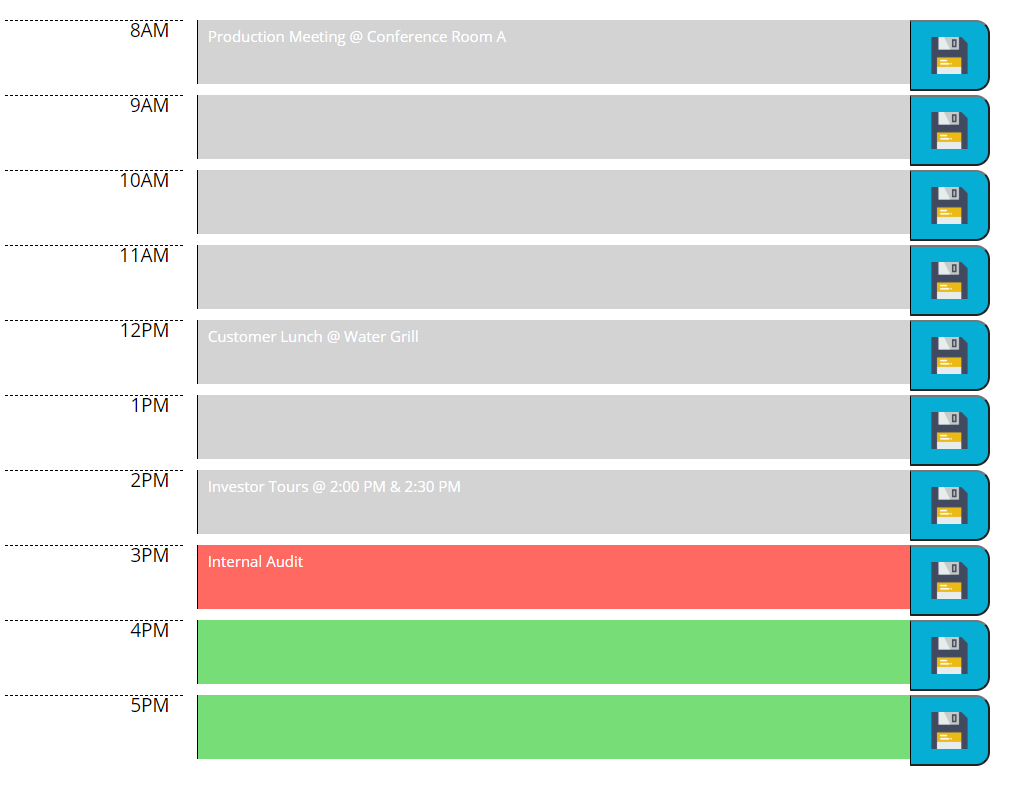 8AM
Production Meeting @ Conference Room A
9AM
10AM
11AM
12PM
Customer Lunch @ Water Grill
1PM
2PM
Investor Tours @ 2:00 PM & 2:30 PM
3PM
Internal Audit
4PM
5PM